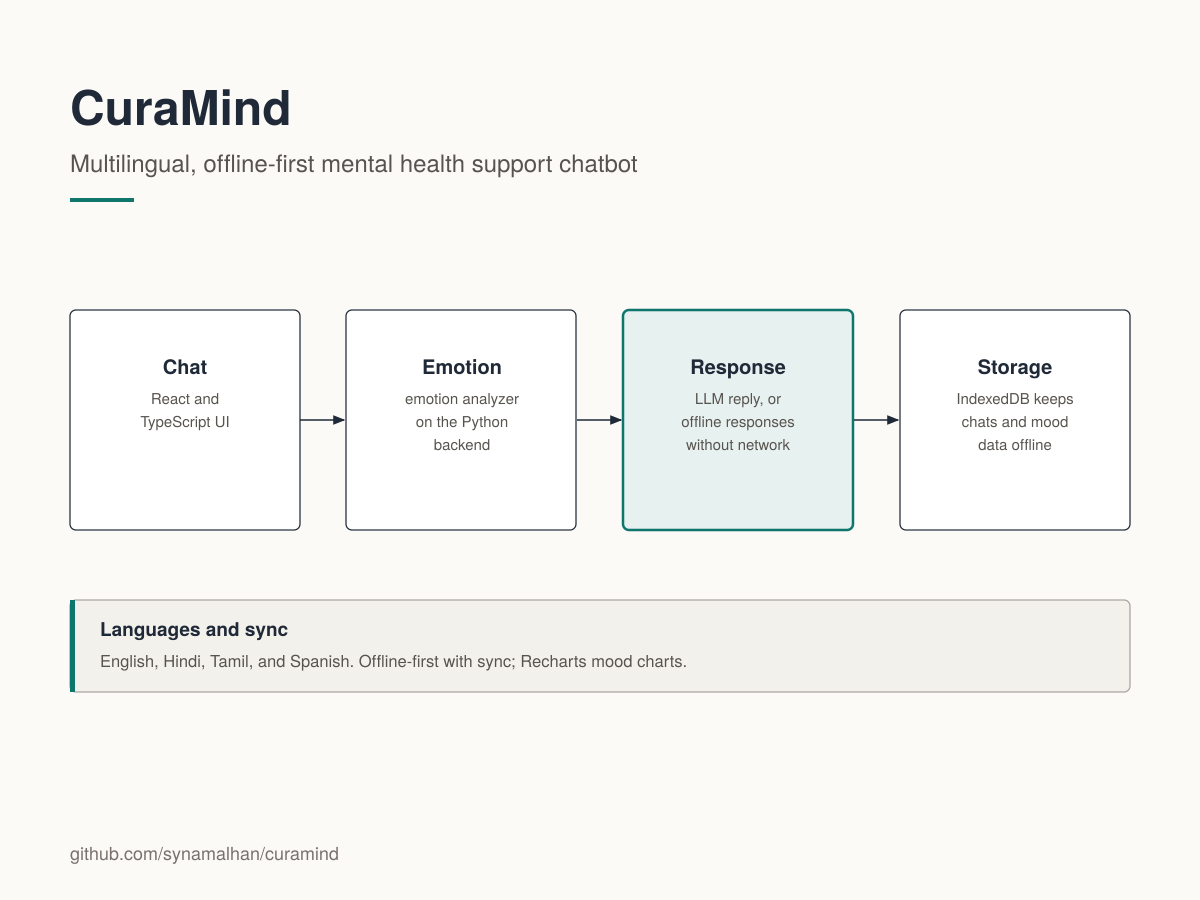 CuraMind
Multilingual, offline-first mental health support chatbot
Chat
React and
TypeScript UI
Emotion
emotion analyzer
on the Python
backend
Response
LLM reply, or
offline responses
without network
Storage
IndexedDB keeps
chats and mood
data offline
Languages and sync
English, Hindi, Tamil, and Spanish. Offline-first with sync; Recharts mood charts.
github.com/synamalhan/curamind